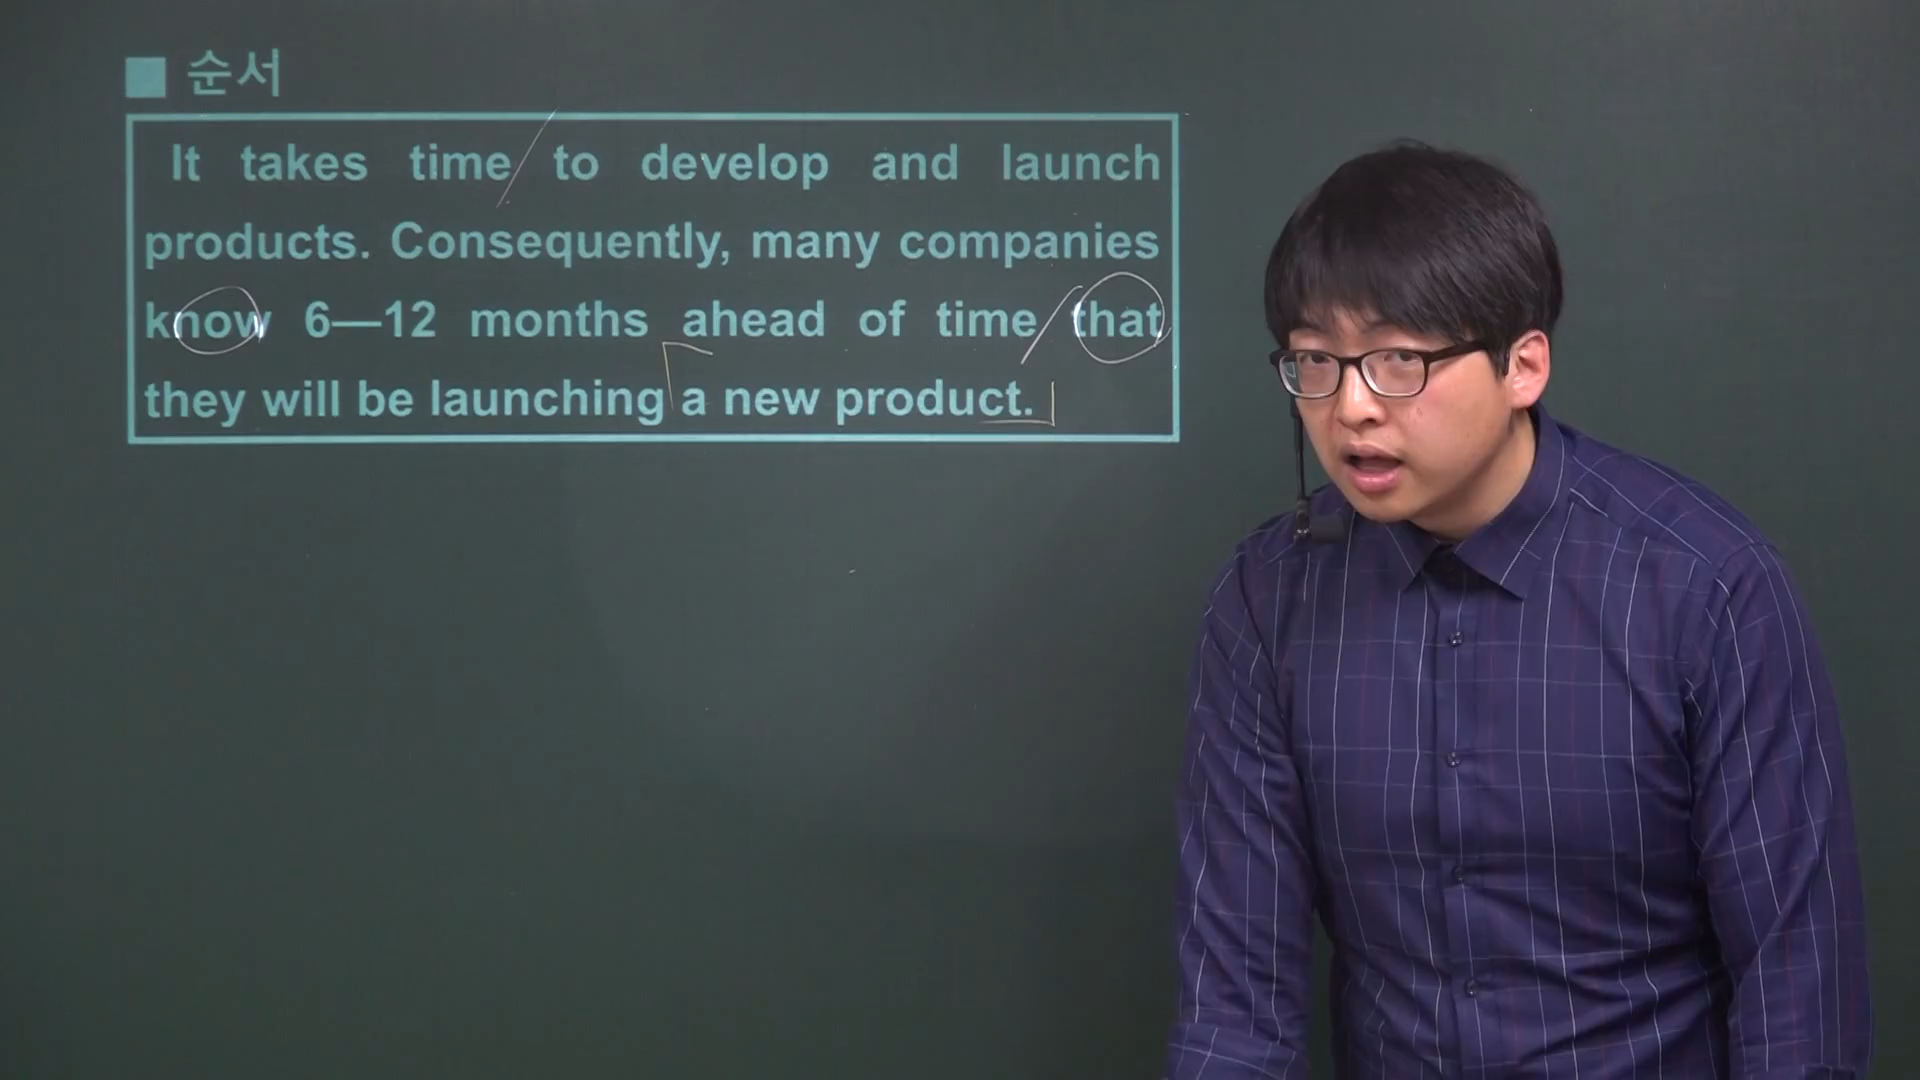 ■ 순서
It takes time to develop and launch
products. Consequently, many companies
know 6—12 months ahead of time that
they will be launching a new product.